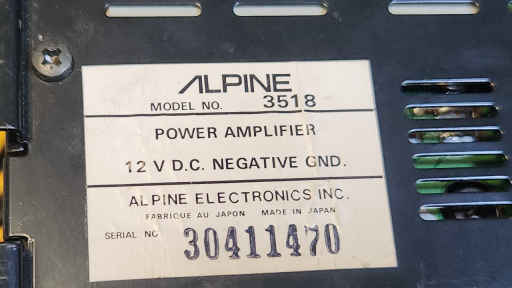 ALPINE
MODEL NO. 3518
POWER AMPLIFIER
12 V D.C. NEGATIVE GND.
ALPINE ELECTRONICS INC.
FABRIQUE AU JAPON MADE IN JAPAN
SERIAL NO 30411470